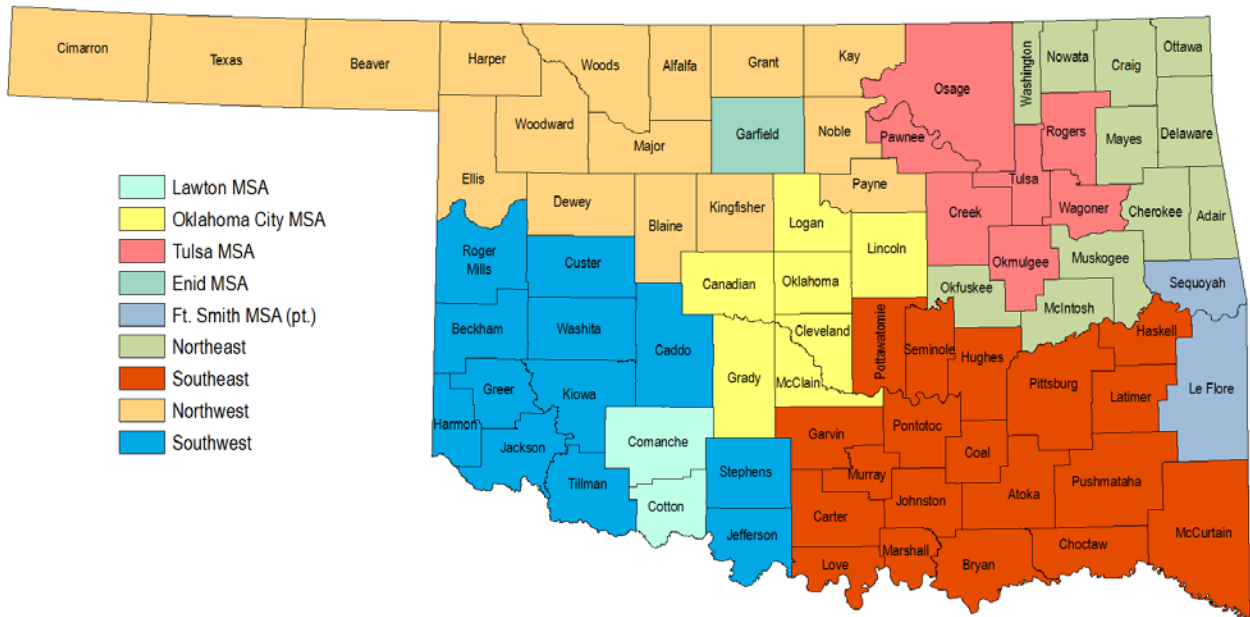 Cimarron
Texas
Beaver
Harper
Woods
Alfalfa
Grant
Kay
Osage
Washington
Nowata
Craig
Ottawa
Woodward
Major
Garfield
Noble
Pawnee
Rogers
Mayes
Delaware
Ellis
Dewey
Blaine
Kingfisher
Logan
Payne
Creek
Tulsa
Wagoner
Cherokee
Adair
Lawton MSA
Oklahoma City MSA
Tulsa MSA
Enid MSA
Ft. Smith MSA (pt.)
Northeast
Southeast
Northwest
Southwest
Roger
Mills
Custer
Canadian
Oklahoma
Lincoln
Okmulgee
Muskogee
Okfuskee
McIntosh
Sequoyah
Beckham
Washita
Caddo
Grady
Cleveland
McClain
Pottawatomie
Seminole
Hughes
Haskell
Pittsburg
Latimer
Le Flore
Harmon
Greer
Kiowa
Jackson
Tillman
Comanche
Cotton
Stephens
Jefferson
Garvin
Pontotoc
Coal
Murray
Johnston
Atoka
Pushmataha
Carter
Love
Marshall
Bryan
Choctaw
McCurtain